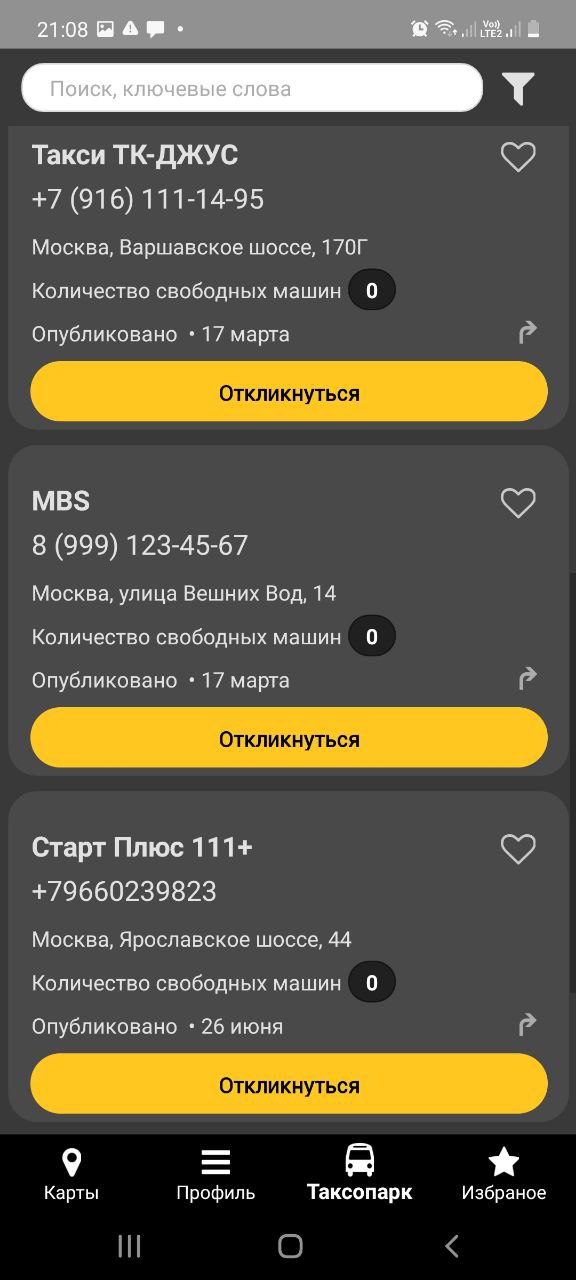 21:08
Vo))
LTE2
Поиск, ключевые слова
Такси ТК-ДЖУС
+7 (916) 111-14-95
Москва, Варшавское шоссе, 170Г
Количество свободных машин 0
Опубликовано • 17 марта
Откликнуться
MBS
8 (999) 123-45-67
Москва, улица Вешних Вод, 14
Количество свободных машин 0
Опубликовано • 17 марта
Откликнуться
Старт Плюс 111+
+79660239823
Москва, Ярославское шоссе, 44
Количество свободных машин 0
Опубликовано • 26 июня
Откликнуться
Карты Профиль Таксопарк Избраное